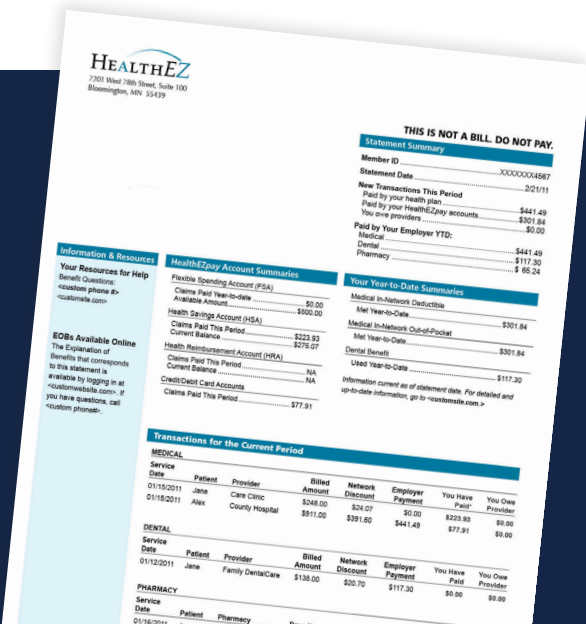 HEALTHEZ
7201 West 78th Street, Suite 100
Bloomington, MN 55439
THIS IS NOT A BILL. DO NOT PAY.
Statement Summary
Member ID XXXXXXX4567
Statement Date 2/21/11
New Transactions This Period
Paid by your health plan $441.49
Paid by your HealthEZpay accounts $301.84
You owe providers $0.00
Paid by Your Employer YTD:
Medical $441.49
Dental $117.30
Pharmacy $ 65.24
Information & Resources
Your Resources for Help
Benefit Questions:
<custom phone #>
<customsite.com>
EOBs Available Online
The Explanation of
Benefits that corresponds
to this statement is
available by logging in at
<customwebsite.com>. If
you have questions, call
<custom phone#>.
HealthEZpay Account Summaries
Flexible Spending Account (FSA)
Claims Paid Year-to-date $0.00
Available Amount $500.00
Health Savings Account (HSA)
Claims Paid This Period $223.93
Current Balance $275.07
Health Reimbursement Account (HRA)
Claims Paid This Period NA
Current Balance NA
Credit/Debit Card Accounts
Claims Paid This Period $77.91
Your Year-to-Date Summaries
Medical In-Network Deductible
Met Year-to-Date $301.84
Medical In-Network Out-of-Pocket
Met Year-to-Date $301.84
Dental Benefit
Used Year-to-Date $117.30
Information current as of statement date. For detailed and
up-to-date information, go to <customsite.com.>
Transactions for the Current Period
MEDICAL
Service Date Patient Provider Billed Amount Network Discount Employer Payment You Have Paid* You Owe Provider
01/15/2011 Jane Care Clinic $248.00 $24.07 $0.00 $223.93 $0.00
01/15/2011 Alex County Hospital $911.00 $391.60 $441.49 $77.91 $0.00
DENTAL
Service Date Patient Provider Billed Amount Network Discount Employer Payment You Have Paid You Owe Provider
01/12/2011 Jane Family DentalCare $138.00 $20.70 $117.30 $0.00 $0.00
PHARMACY
Service Date Patient Pharmacy